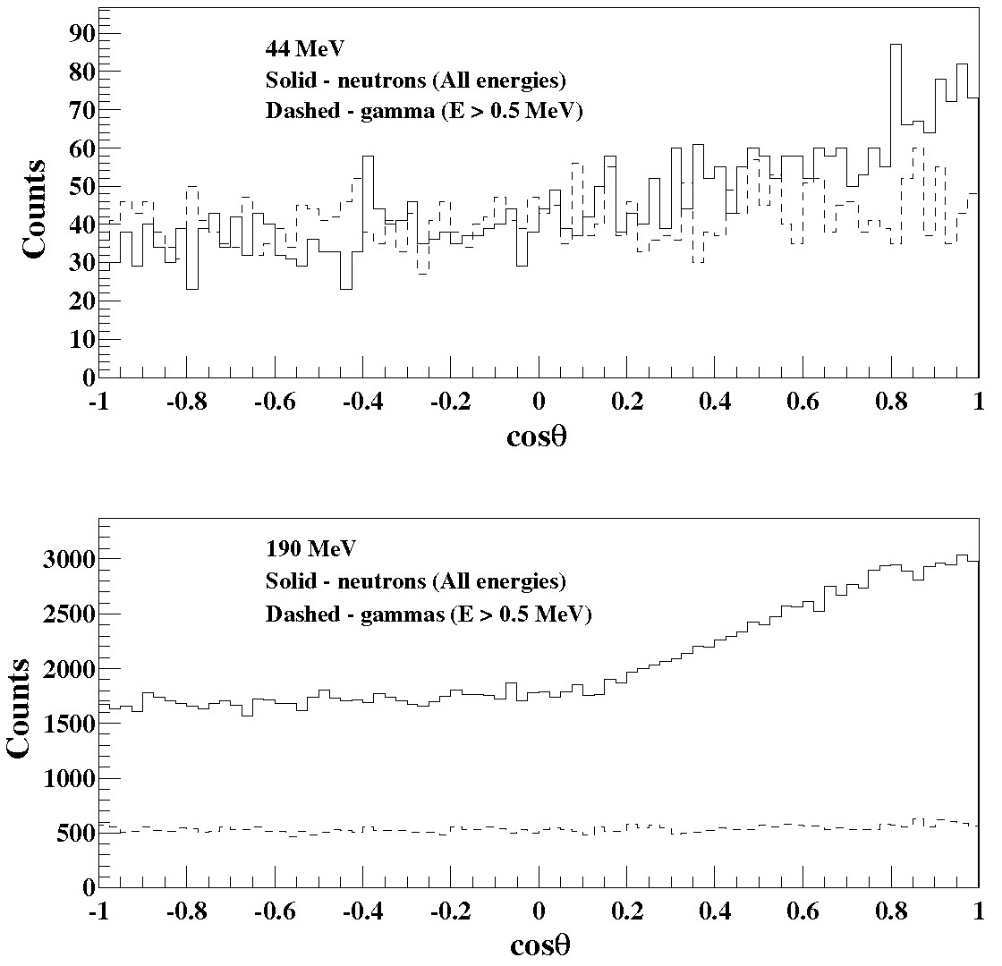 90
80
70
60
50
40
30
20
10
0
Counts
44 MeV
Solid - neutrons (All energies)
Dashed - gamma (E > 0.5 MeV)
-1 -0.8 -0.6 -0.4 -0.2 0 0.2 0.4 0.6 0.8 1
cosθ
3000
2500
2000
1500
1000
500
0
Counts
190 MeV
Solid - neutrons (All energies)
Dashed - gammas (E > 0.5 MeV)
-1 -0.8 -0.6 -0.4 -0.2 0 0.2 0.4 0.6 0.8 1
cosθ